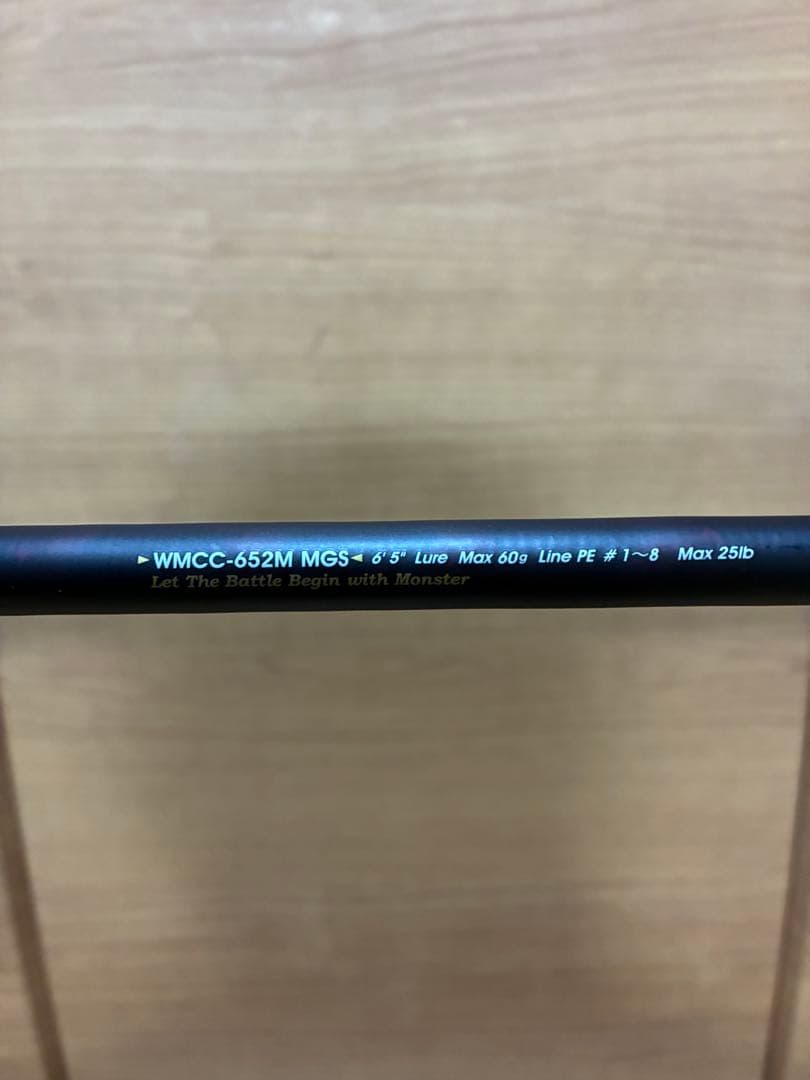 ►WMCC-652M MGS◄ 6' 5" Lure Max 60g Line PE # 1~8 Max 25lb
Let The Battle Begin with Monster